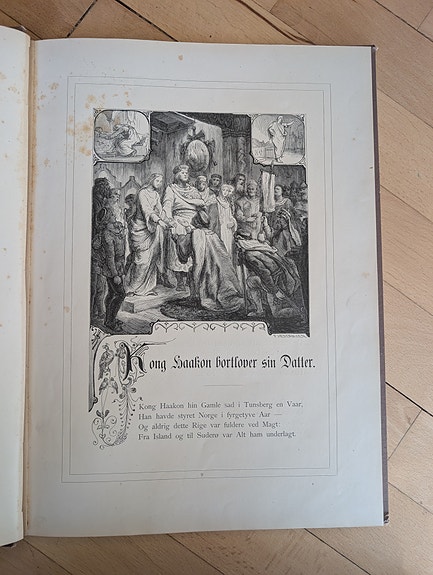 Kong Haakon bortlover sin Datter.
Kong Haakon hin Gamle sad i Tunsberg en Vaar,
Han havde styret Norge i fyrgetyve Aar —
Og aldrig dette Rige var fuldere ved Magt:
Fra Island og til Suderø var Alt ham underlagt.